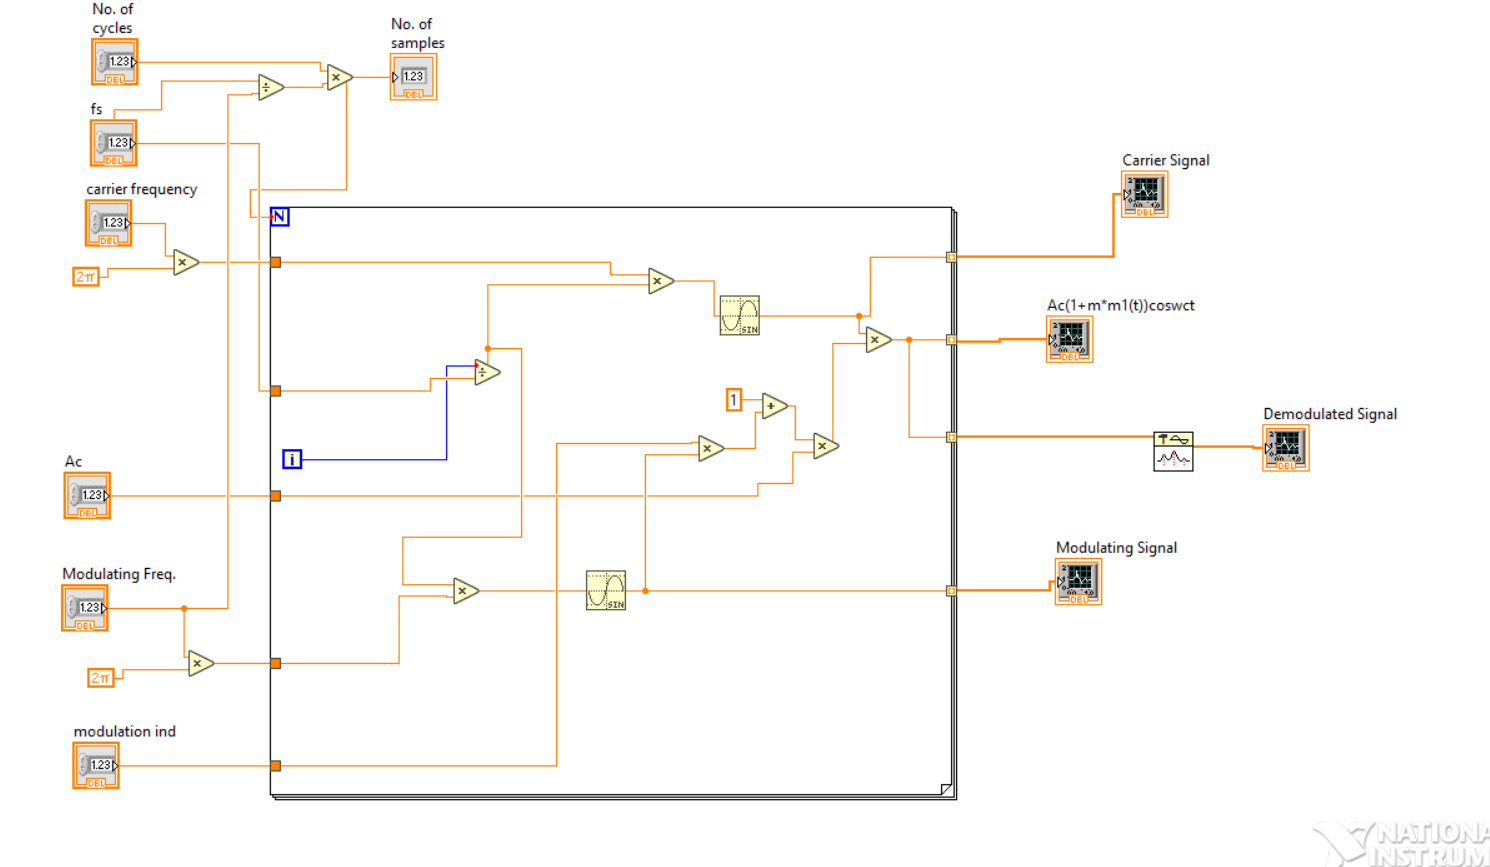 No. of
cycles
1.23
DBL
No. of
samples
1.23
DBL
÷
×
fs
1.23
DBL
carrier frequency
1.23
DBL
2π
×
N
Carrier Signal
DBL
×
SIN
Ac(1+m*m1(t))coswct
DBL
×
÷
1
+
×
×
i
Demodulated Signal
DBL
Ac
1.23
DBL
Modulating Freq.
1.23
DBL
×
SIN
Modulating Signal
DBL
2π
×
modulation ind
1.23
DBL
NATIONA
INSTRUM